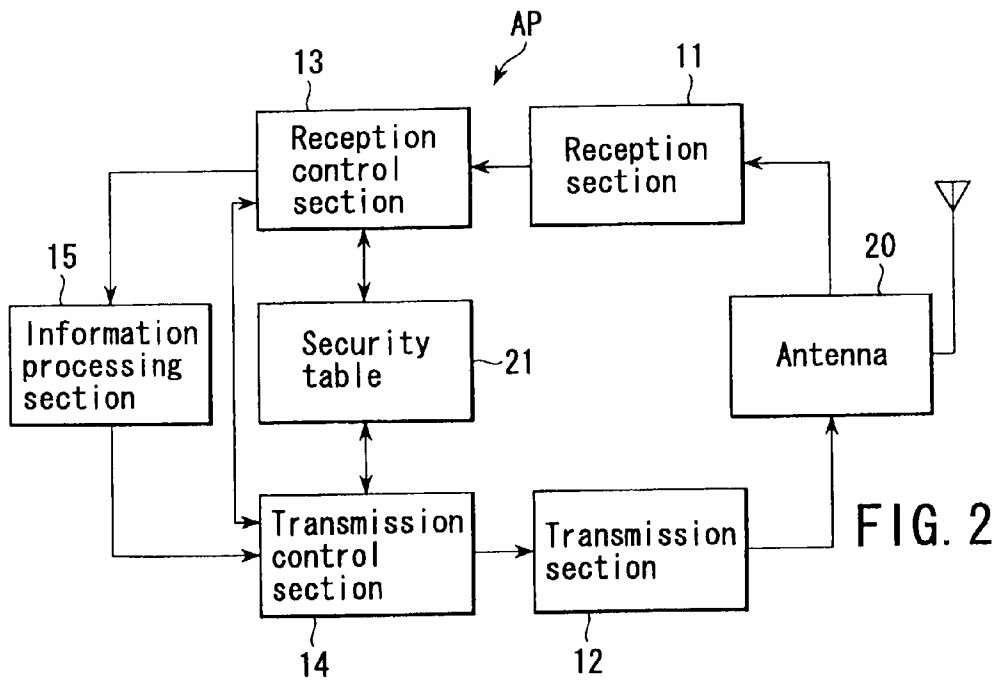 AP
13
Reception
control
section
11
Reception
section
15
Information
processing
section
Security
table
21
20
Antenna
Transmission
control
section
14
Transmission
section
12
FIG. 2